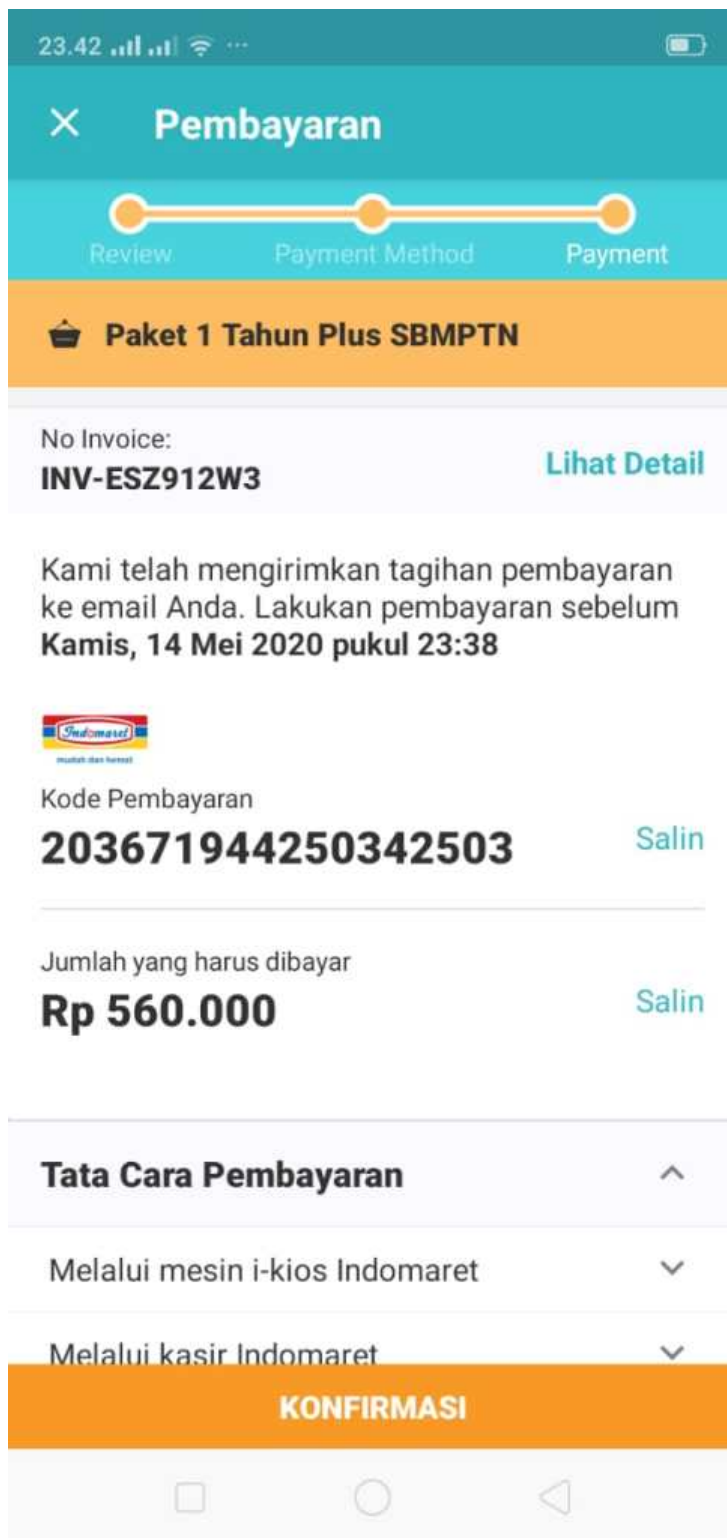 23.42
Pembayaran
Review Payment Method Payment
Paket 1 Tahun Plus SBMPTN
No Invoice:
INV-ESZ912W3 Lihat Detail
Kami telah mengirimkan tagihan pembayaran
ke email Anda. Lakukan pembayaran sebelum
Kamis, 14 Mei 2020 pukul 23:38
Indomaret
mudah dan hemat
Kode Pembayaran
203671944250342503 Salin
Jumlah yang harus dibayar
Rp 560.000 Salin
Tata Cara Pembayaran
Melalui mesin i-kios Indomaret
Melalui kasir Indomaret
KONFIRMASI